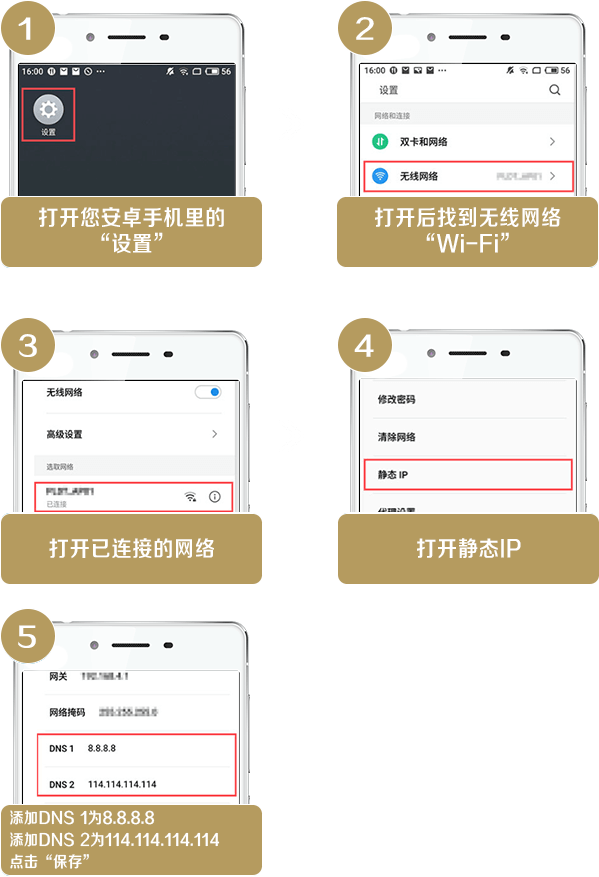 1
16:00
56
设置
打开您安卓手机里的
“设置”
2
16:00
56
设置
网络和连接
双卡和网络
无线网络
打开后找到无线网络
“Wi-Fi”
3
无线网络
高级设置
选取网络
已连接
打开已连接的网络
4
修改密码
清除网络
静态 IP
代理设置
打开静态IP
5
网关
网络掩码
DNS 1 8.8.8.8
DNS 2 114.114.114.114
添加DNS 1为8.8.8.8
添加DNS 2为114.114.114.114
点击“保存”